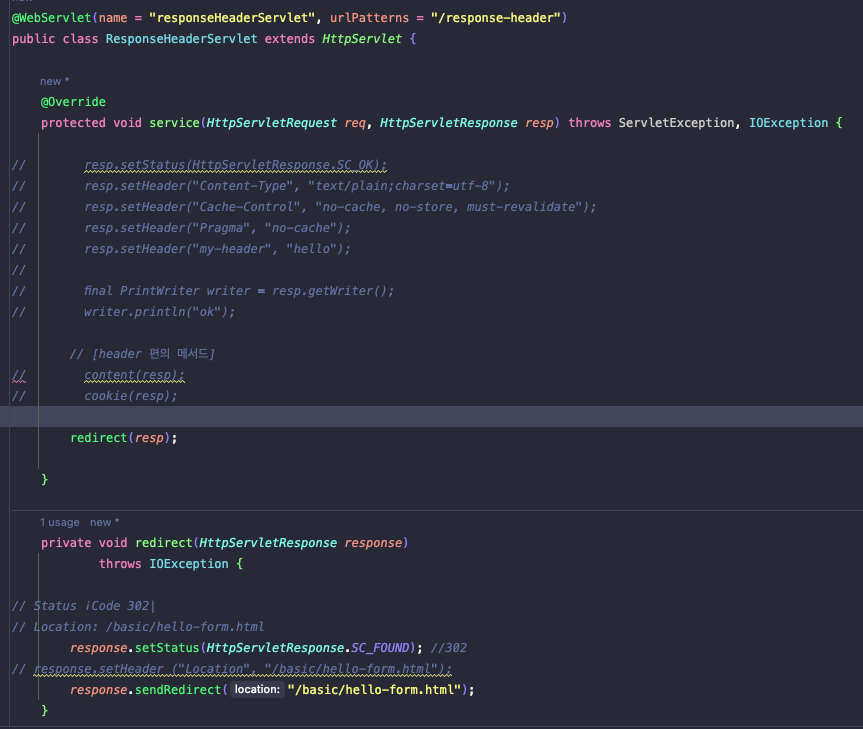 @WebServlet(name = "responseHeaderServlet", urlPatterns = "/response-header")
public class ResponseHeaderServlet extends HttpServlet {
new *
@Override
protected void service(HttpServletRequest req, HttpServletResponse resp) throws ServletException, IOException {
// resp.setStatus(HttpServletResponse.SC_OK);
// resp.setHeader("Content-Type", "text/plain;charset=utf-8");
// resp.setHeader("Cache-Control", "no-cache, no-store, must-revalidate");
// resp.setHeader("Pragma", "no-cache");
// resp.setHeader("my-header", "hello");
//
// final PrintWriter writer = resp.getWriter();
// writer.println("ok");
// [header 편의 메서드]
// content(resp);
// cookie(resp);
redirect(resp);
}
1 usage new *
private void redirect(HttpServletResponse response)
throws IOException {
// Status ¡Code 302|
// Location: /basic/hello-form.html
response.setStatus(HttpServletResponse.SC_FOUND); //302
// response.setHeader ("Location", "/basic/hello-form.html");
response.sendRedirect( location: "/basic/hello-form.html");
}